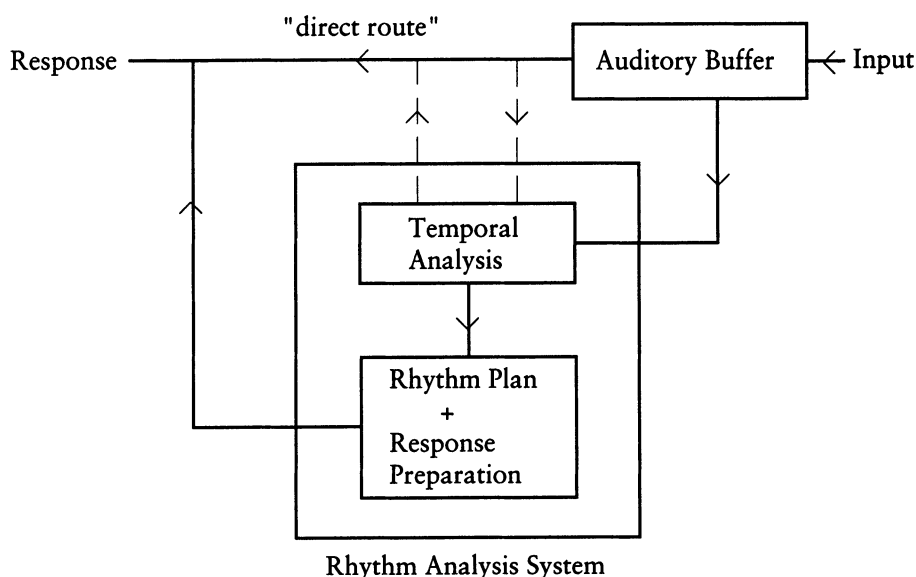 "direct route"
Response
Auditory Buffer
Input
Temporal
Analysis
Rhythm Plan
+
Response
Preparation
Rhythm Analysis System